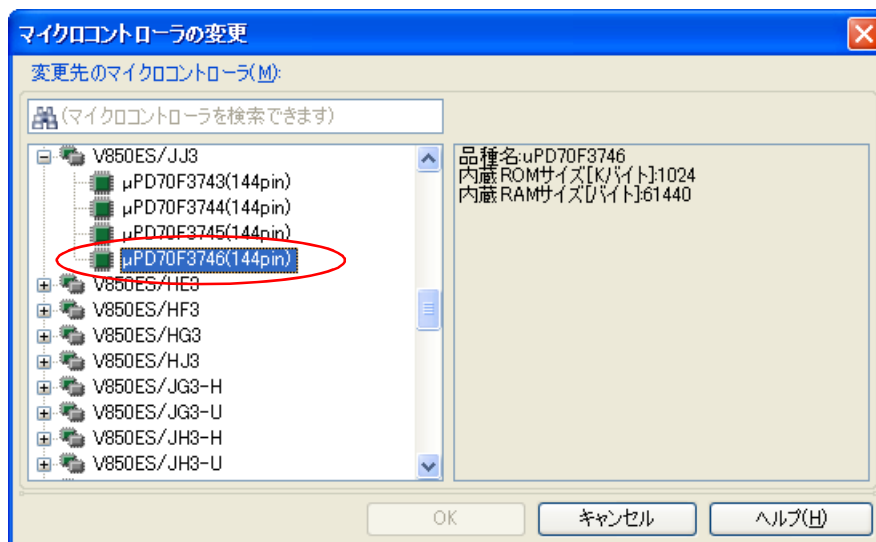 マイクロコントローラの変更
変更先のマイクロコントローラ(M):
(マイクロコントローラを検索できます)
V850ES/JJ3
μPD70F3743(144pin)
μPD70F3744(144pin)
μPD70F3745(144pin)
μPD70F3746(144pin)
V850ES/HE3
V850ES/HF3
V850ES/HG3
V850ES/HJ3
V850ES/JG3-H
V850ES/JG3-U
V850ES/JH3-H
V850ES/JH3-U
品種名:uPD70F3746
内蔵ROMサイズ[Kバイト]:1024
内蔵RAMサイズ[バイト]:61440
OK
キャンセル
ヘルプ(H)